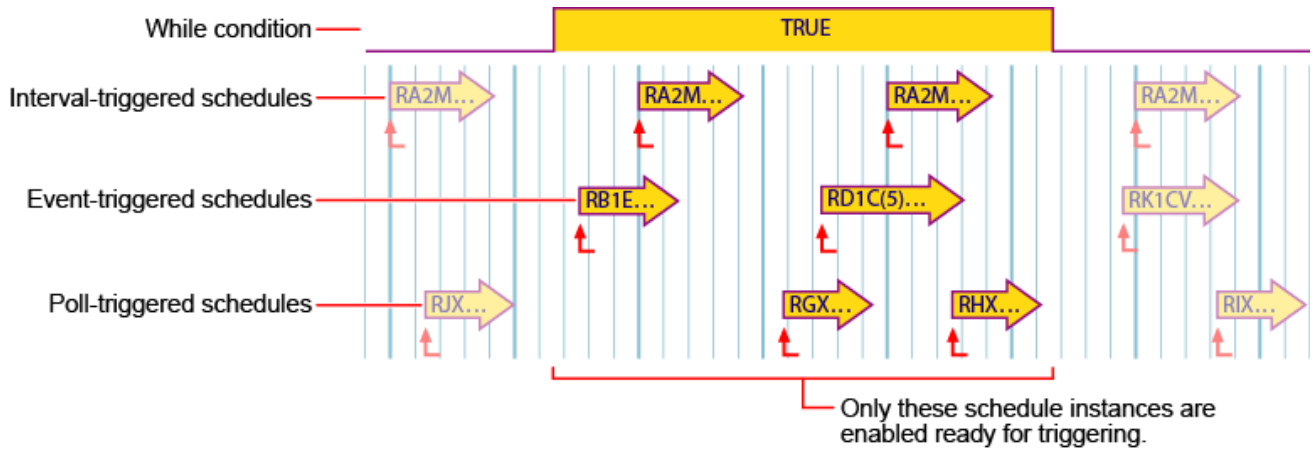 While condition
TRUE
Interval-triggered schedules
RA2M...
RA2M...
RA2M...
RA2M...
Event-triggered schedules
RB1E...
RD1C(5)...
RK1CV...
Poll-triggered schedules
RJX...
RGX...
RHX...
RIX...
Only these schedule instances are
enabled ready for triggering.